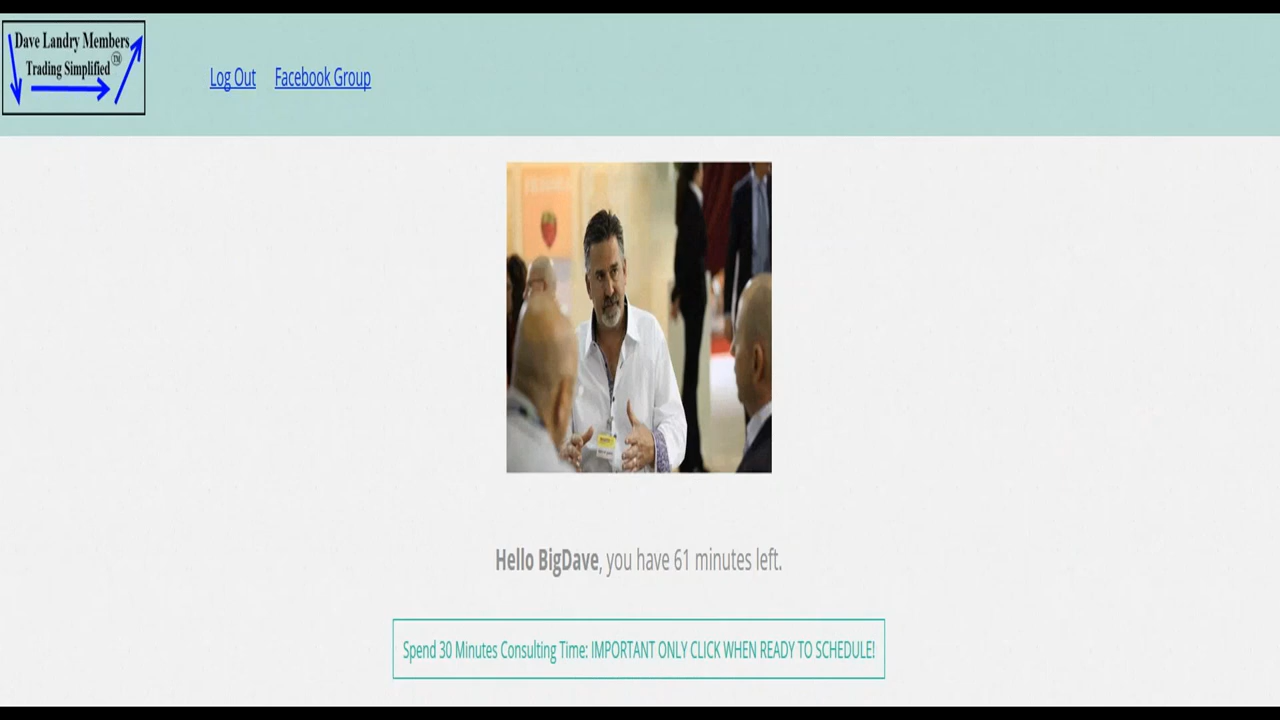 Dave Landry Members
Trading Simplified TM
Log Out Facebook Group
Hello BigDave, you have 61 minutes left.
Spend 30 Minutes Consulting Time: IMPORTANT ONLY CLICK WHEN READY TO SCHEDULE!